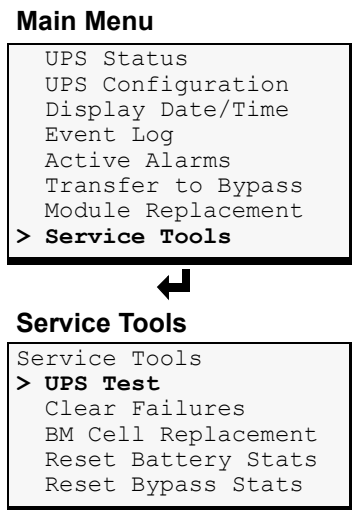 Main Menu
UPS Status
UPS Configuration
Display Date/Time
Event Log
Active Alarms
Transfer to Bypass
Module Replacement
> Service Tools
Service Tools
Service Tools
> UPS Test
Clear Failures
BM Cell Replacement
Reset Battery Stats
Reset Bypass Stats